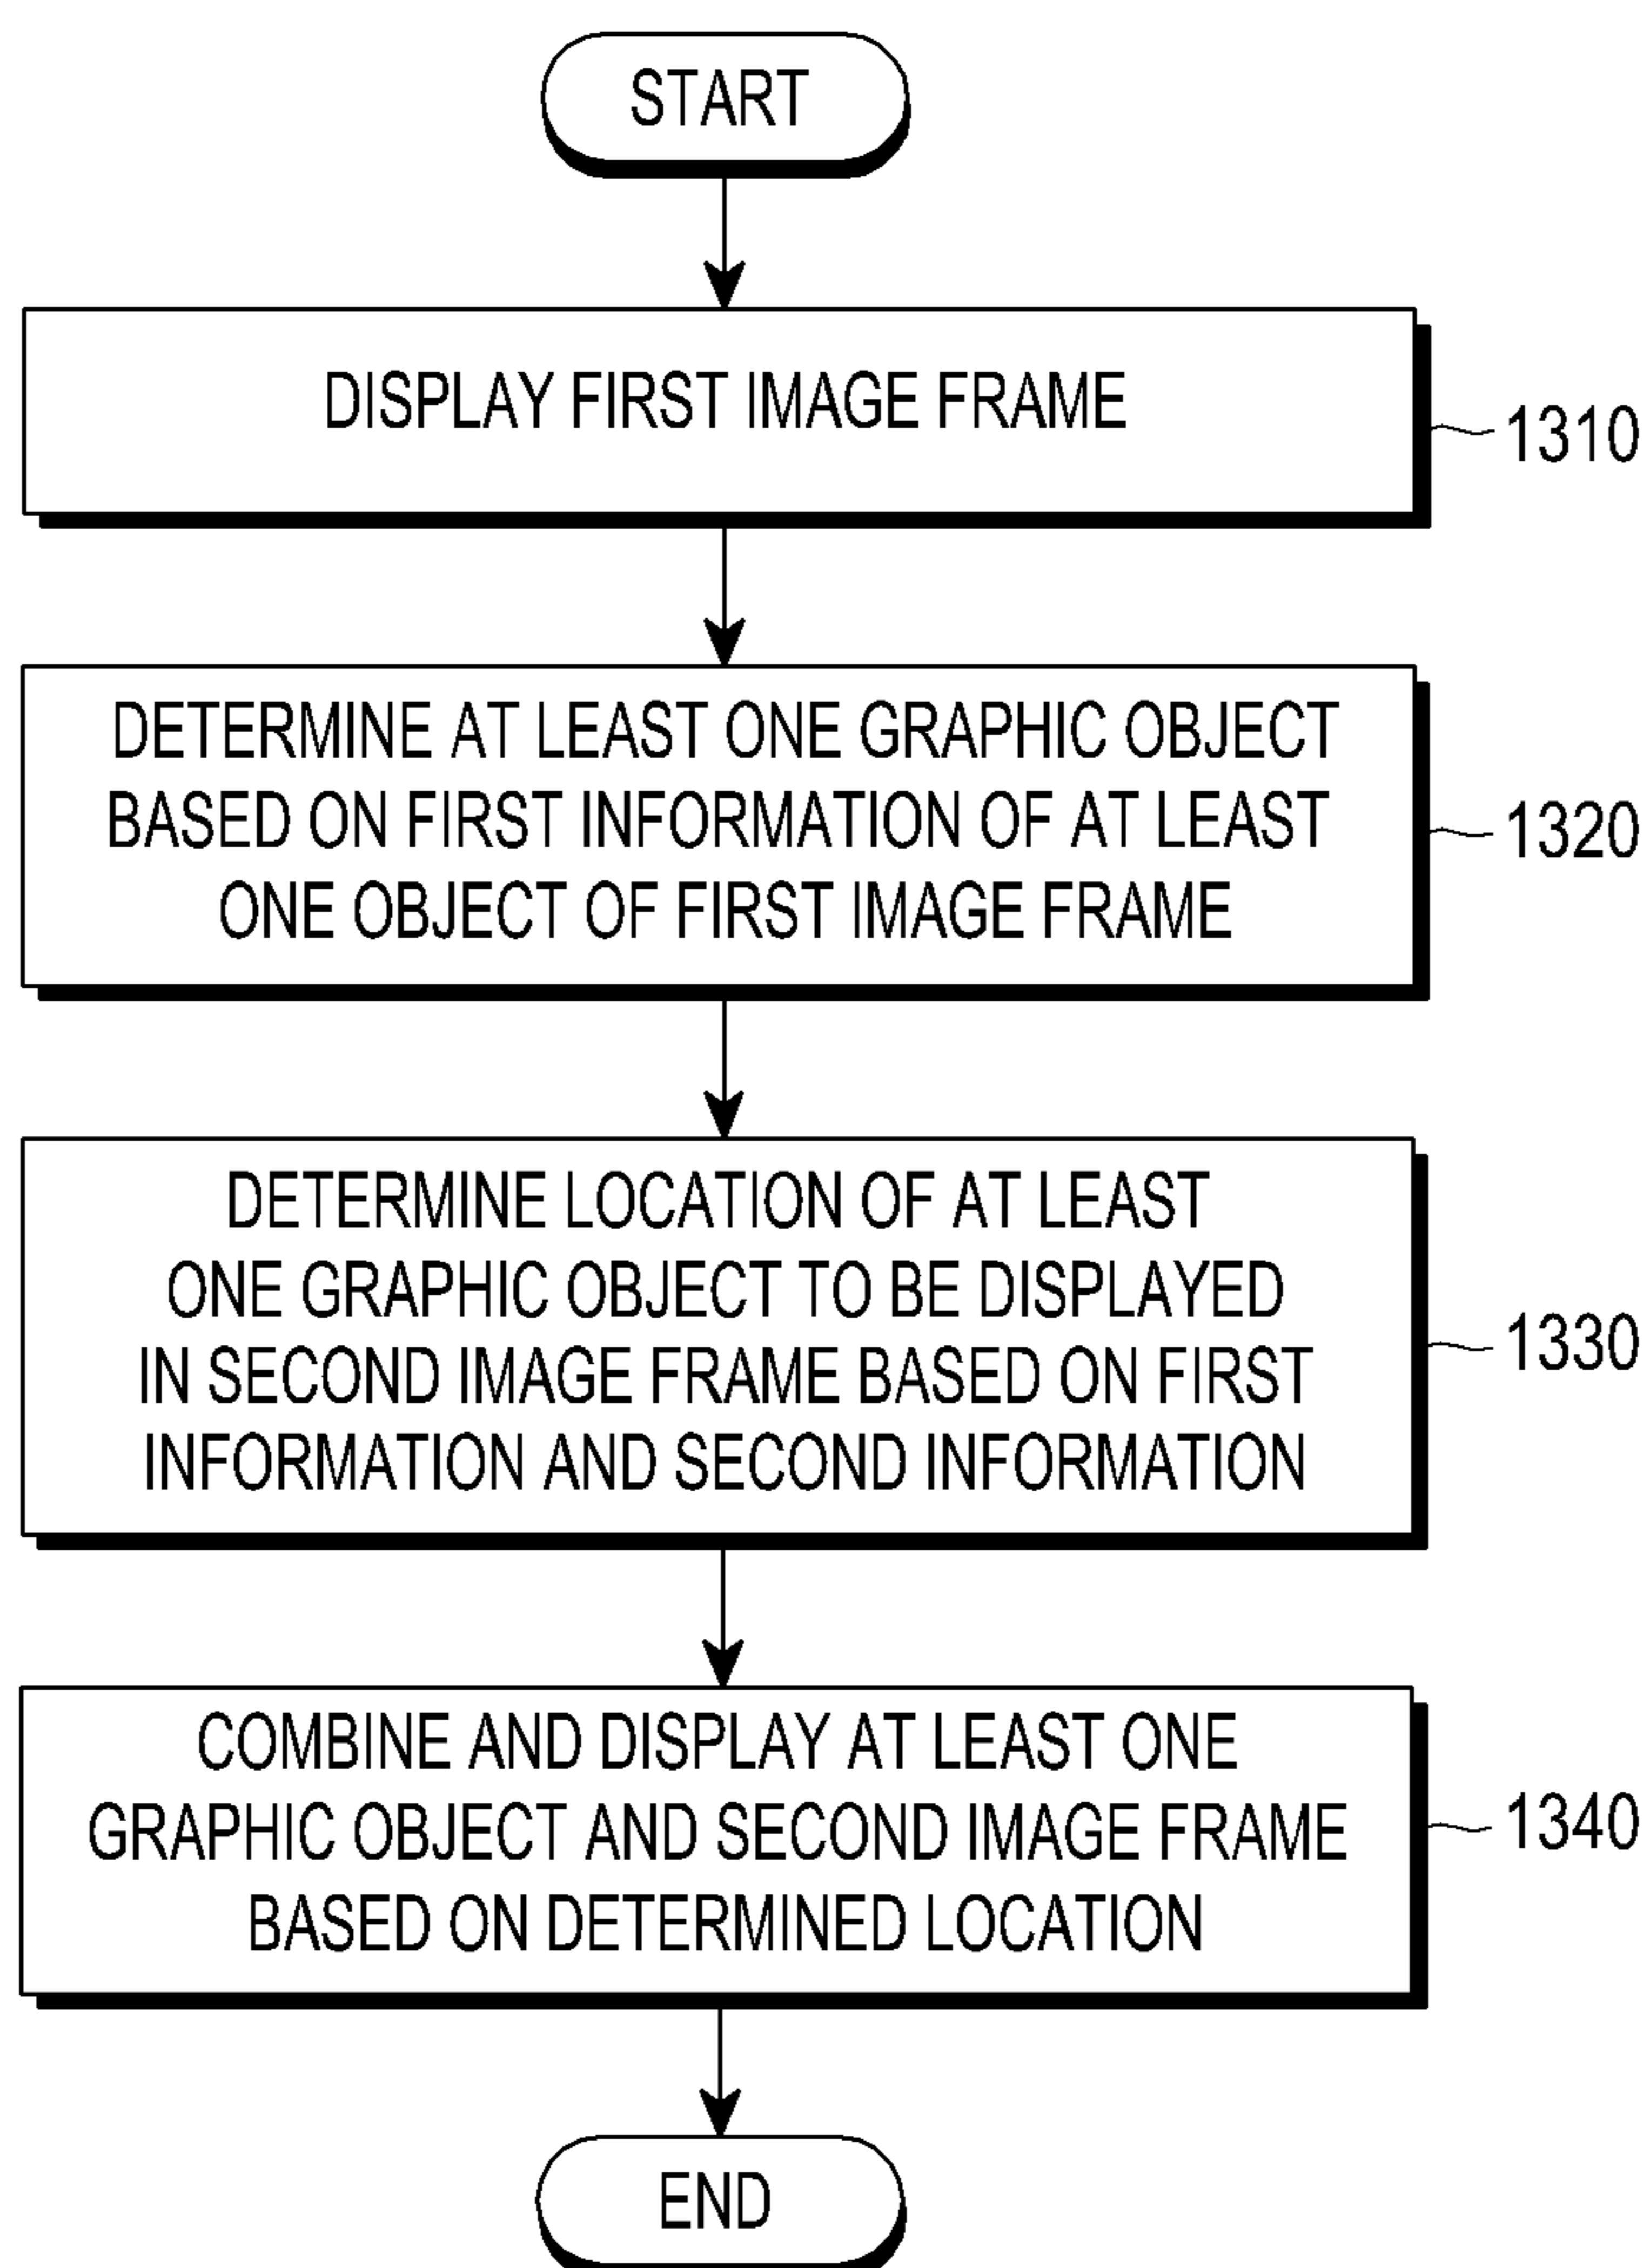 START
DISPLAY FIRST IMAGE FRAME
1310
DETERMINE AT LEAST ONE GRAPHIC OBJECT
BASED ON FIRST INFORMATION OF AT LEAST
ONE OBJECT OF FIRST IMAGE FRAME
1320
DETERMINE LOCATION OF AT LEAST
ONE GRAPHIC OBJECT TO BE DISPLAYED
IN SECOND IMAGE FRAME BASED ON FIRST
INFORMATION AND SECOND INFORMATION
1330
COMBINE AND DISPLAY AT LEAST ONE
GRAPHIC OBJECT AND SECOND IMAGE FRAME
BASED ON DETERMINED LOCATION
1340
END